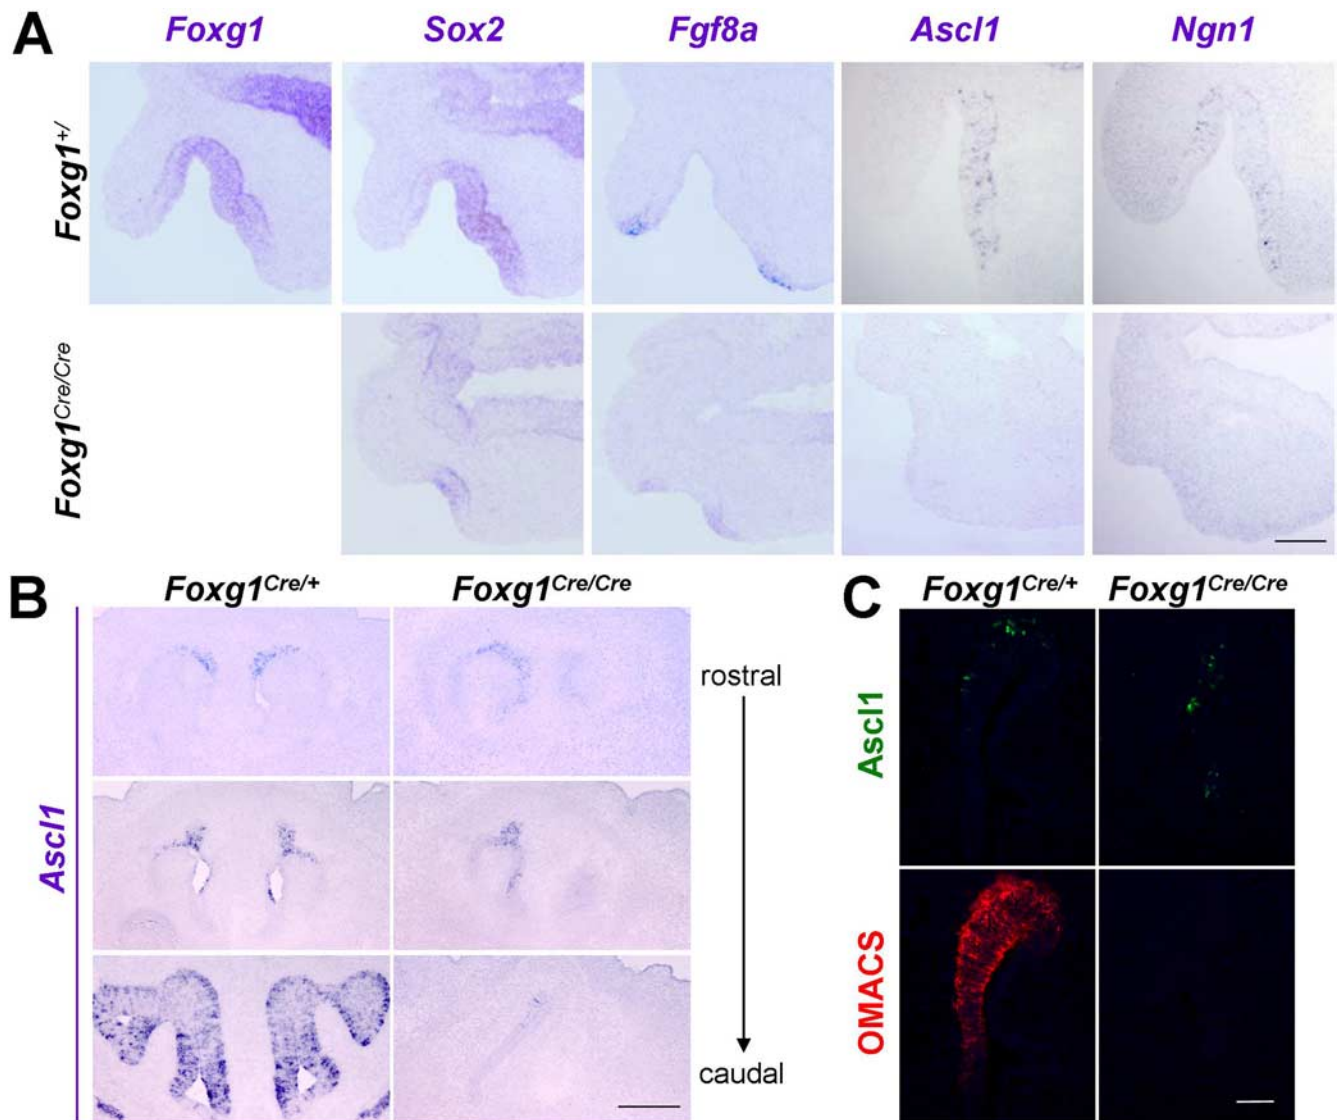 A
Foxg1 Sox2 Fgf8a Ascl1 Ngn1
Foxg1+/
Foxg1Cre/Cre
B
Foxg1Cre/+ Foxg1Cre/Cre
Ascl1
rostral
caudal
C
Foxg1Cre/+ Foxg1Cre/Cre
Ascl1
OMACS